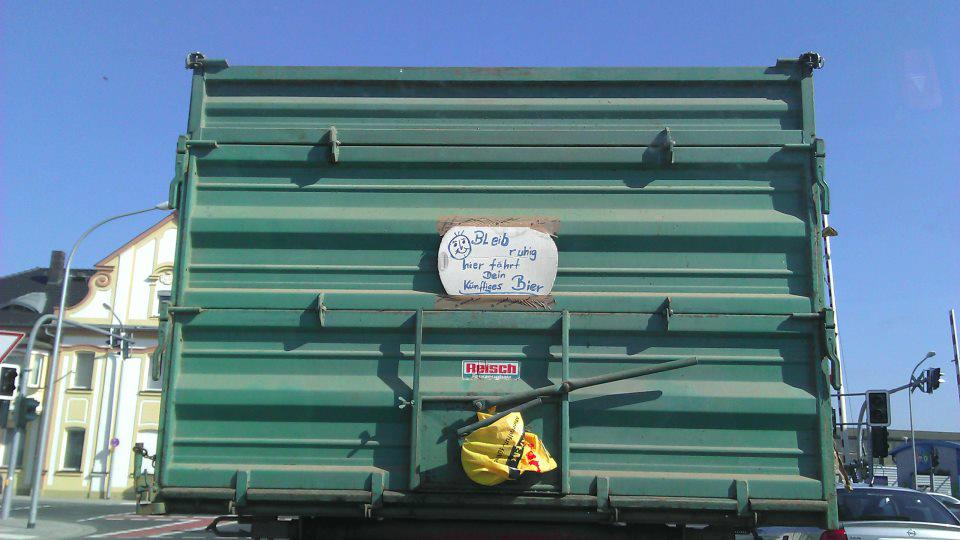 BLeib
ruhig
hier fährt
Dein
Künftiges Bier
Reisch